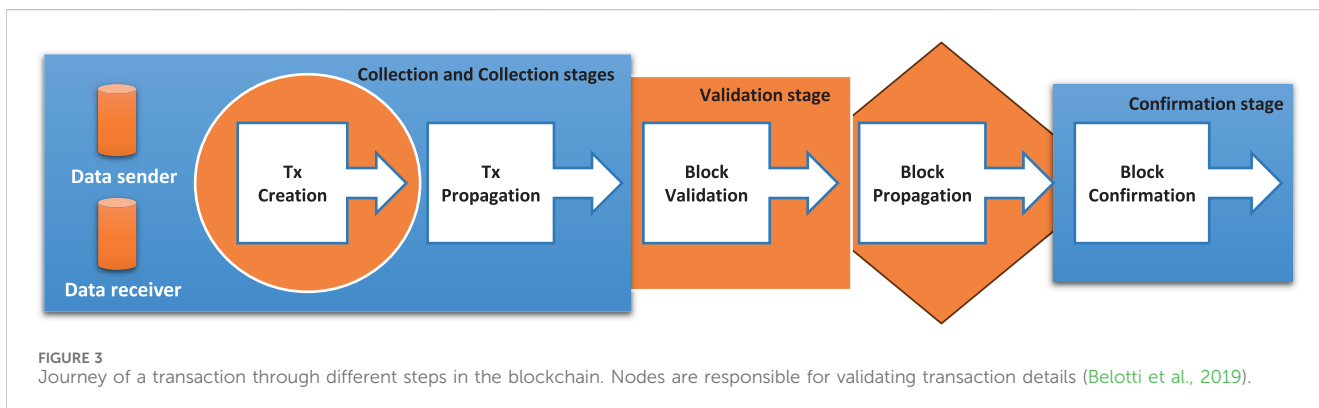 Collection and Collection stages
Data sender
Data receiver
Tx
Creation
Tx
Propagation
Validation stage
Block
Validation
Block
Propagation
Confirmation stage
Block
Confirmation
FIGURE 3
Journey of a transaction through different steps in the blockchain. Nodes are responsible for validating transaction details (Belotti et al., 2019).